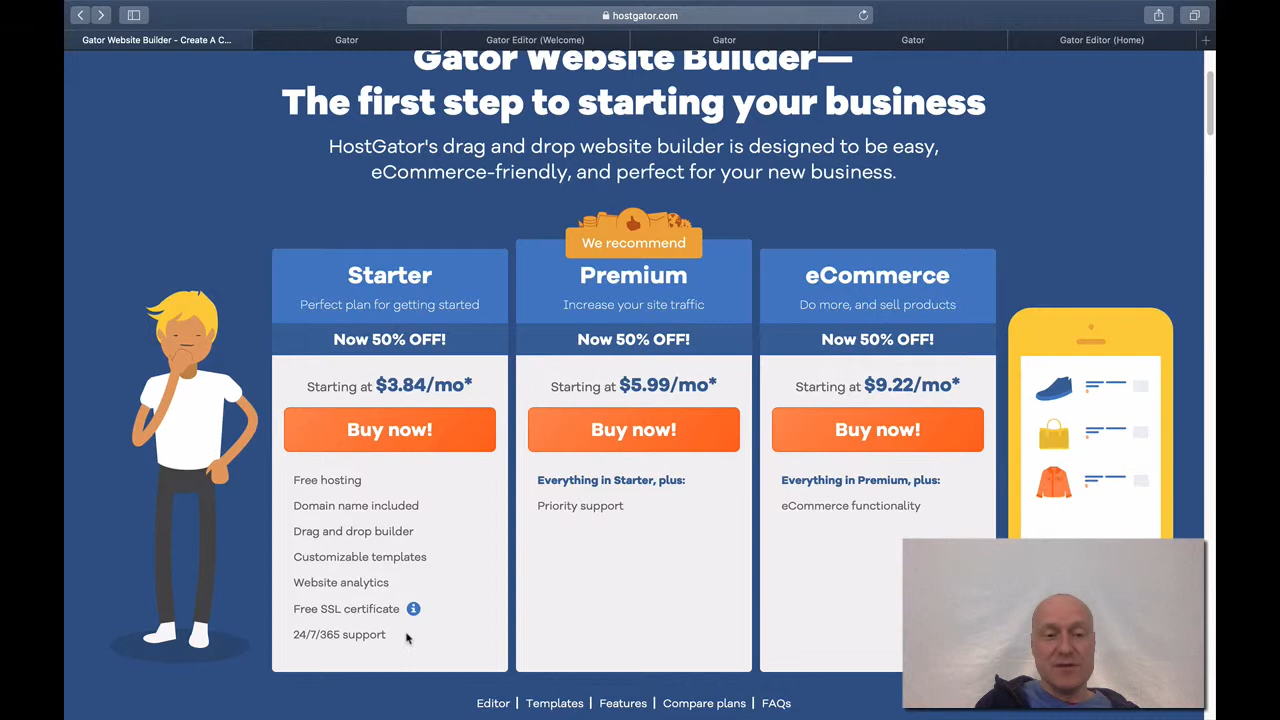 hostgator.com
Gator Website Builder - Create A C...
Gator
Gator Editor (Welcome)
Gator
Gator
Gator Editor (Home)
Gator Website Builder—
The first step to starting your business
HostGator's drag and drop website builder is designed to be easy,
eCommerce-friendly, and perfect for your new business.
We recommend
Starter
Perfect plan for getting started
Now 50% OFF!
Starting at $3.84/mo*
Buy now!
Free hosting
Domain name included
Drag and drop builder
Customizable templates
Website analytics
Free SSL certificate
24/7/365 support
Premium
Increase your site traffic
Now 50% OFF!
Starting at $5.99/mo*
Buy now!
Everything in Starter, plus:
Priority support
eCommerce
Do more, and sell products
Now 50% OFF!
Starting at $9.22/mo*
Buy now!
Everything in Premium, plus:
eCommerce functionality
Editor | Templates | Features | Compare plans | FAQs